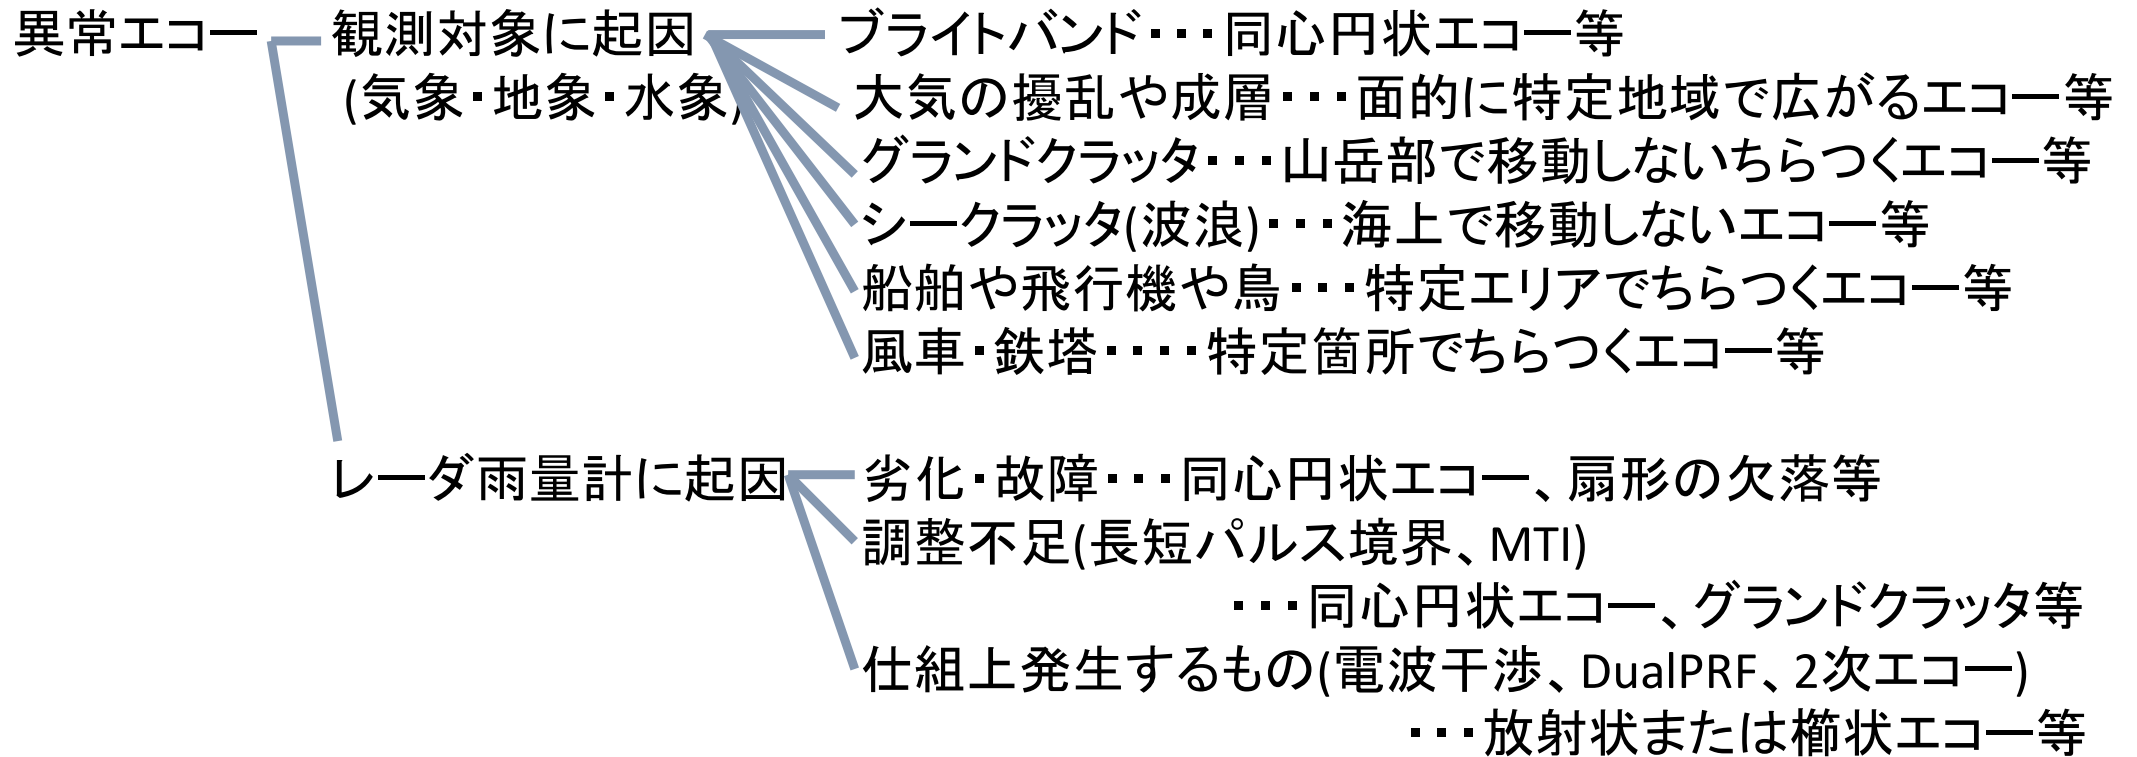 異常エコー 観測対象に起因 ブライトバンド・・・同心円状エコー等
(気象・地象・水象) 大気の擾乱や成層・・・面的に特定地域で広がるエコー等
グランドクラッタ・・・山岳部で移動しないちらつくエコー等
シークラッタ(波浪)・・・海上で移動しないエコー等
船舶や飛行機や鳥・・・特定エリアでちらつくエコー等
風車・鉄塔・・・・特定箇所でちらつくエコー等
レーダ雨量計に起因 劣化・故障・・・同心円状エコー、扇形の欠落等
調整不足(長短パルス境界、MTI)
・・・同心円状エコー、グランドクラッタ等
仕組上発生するもの(電波干渉、DualPRF、2次エコー)
・・・放射状または櫛状エコー等